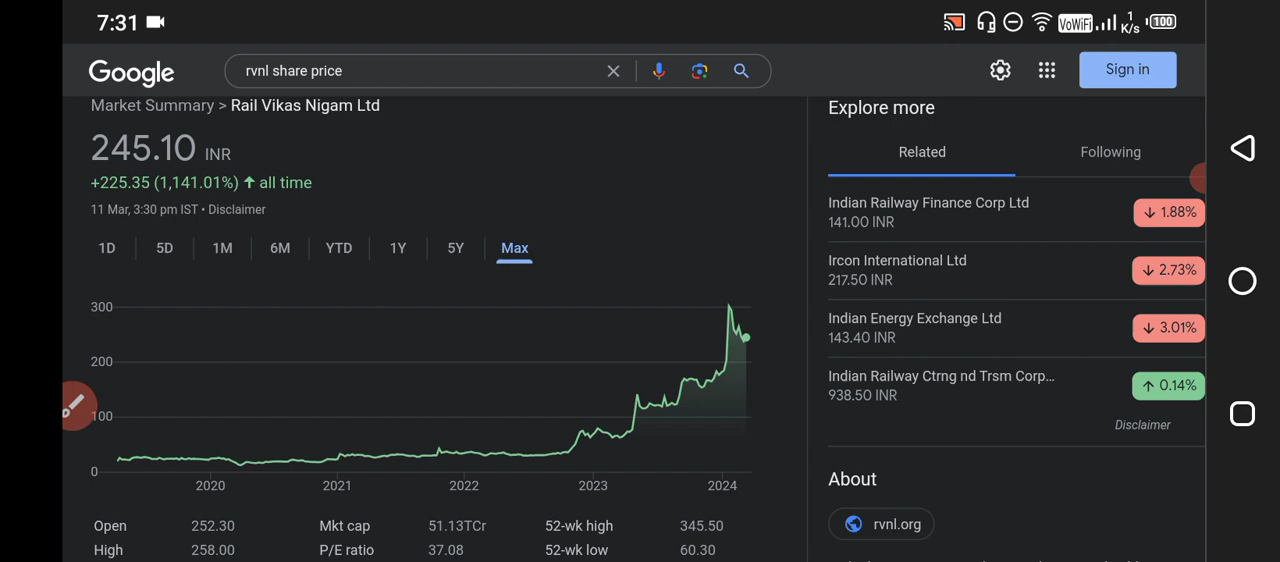 7:31
VoWiFi
1
K/s
100
Google
rvnl share price
Sign in
Market Summary > Rail Vikas Nigam Ltd
245.10 INR
+225.35 (1,141.01%) ↑ all time
11 Mar, 3:30 pm IST • Disclaimer
1D
5D
1M
6M
YTD
1Y
5Y
Max
300
200
100
0
2020
2021
2022
2023
2024
Open 252.30
Mkt cap 51.13TCr
52-wk high 345.50
High 258.00
P/E ratio 37.08
52-wk low 60.30
Explore more
Related
Following
Indian Railway Finance Corp Ltd
141.00 INR
↓ 1.88%
Ircon International Ltd
217.50 INR
↓ 2.73%
Indian Energy Exchange Ltd
143.40 INR
↓ 3.01%
Indian Railway Ctrng nd Trsm Corp...
938.50 INR
↑ 0.14%
Disclaimer
About
rvnl.org